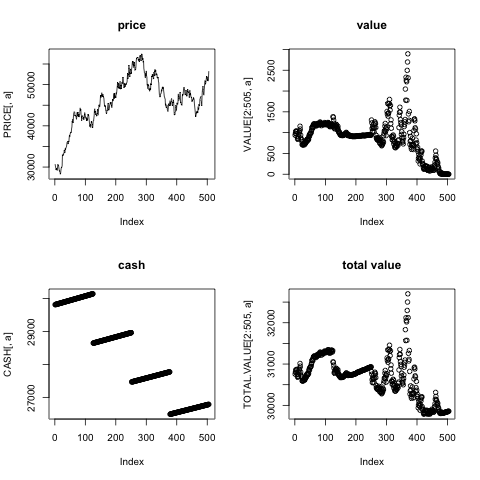 price
PRICE[, a]
30000 40000 50000
0 100 200 300 400 500
Index
value
VALUE[2:505, a]
0 500 1500 2500
0 100 200 300 400 500
Index
cash
CASH[, a]
27000 29000
0 100 200 300 400 500
Index
total value
TOTAL.VALUE[2:505, a]
30000 31000 32000
0 100 200 300 400 500
Index